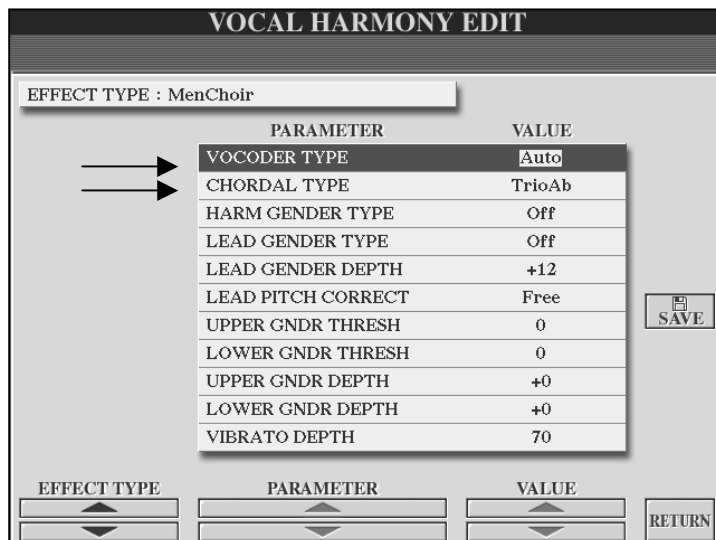 VOCAL HARMONY EDIT
EFFECT TYPE : MenChoir
PARAMETER VALUE
VOCODER TYPE Auto
CHORDAL TYPE TrioAb
HARM GENDER TYPE Off
LEAD GENDER TYPE Off
LEAD GENDER DEPTH +12
LEAD PITCH CORRECT Free
UPPER GNDR THRESH 0
LOWER GNDR THRESH 0
UPPER GNDR DEPTH +0
LOWER GNDR DEPTH +0
VIBRATO DEPTH 70
SAVE
EFFECT TYPE PARAMETER VALUE
RETURN